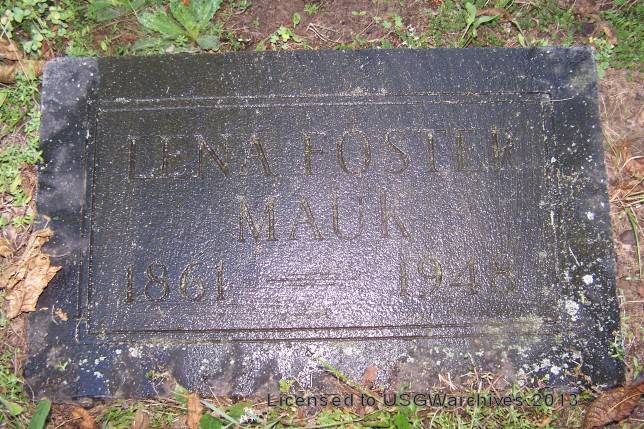 LENA FOSTER
MAUK
1861 — 1948
Licensed to USGWarchives 2013